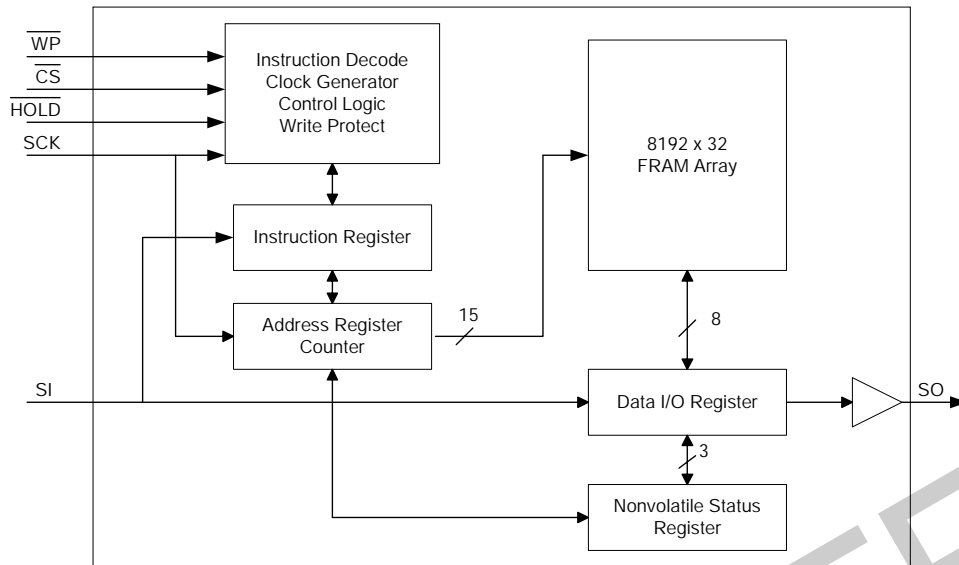 WP
CS
HOLD
SCK
Instruction Decode
Clock Generator
Control Logic
Write Protect
8192 x 32
FRAM Array
Instruction Register
Address Register
Counter
15
8
SI
Data I/O Register
SO
3
Nonvolatile Status
Register